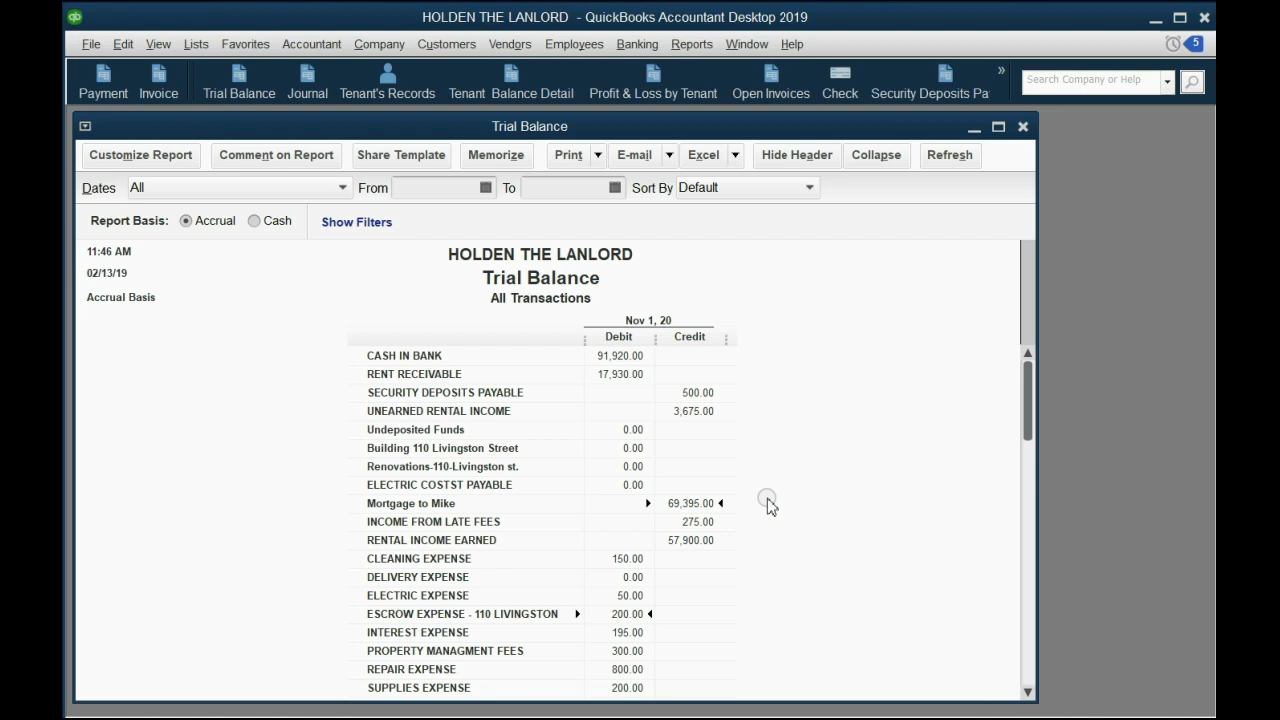 HOLDEN THE LANLORD - QuickBooks Accountant Desktop 2019
File Edit View Lists Favorites Accountant Company Customers Vendors Employees Banking Reports Window Help 5
Payment Invoice Trial Balance Journal Tenant's Records Tenant Balance Detail Profit & Loss by Tenant Open Invoices Check Security Deposits Pa » Search Company or Help
Trial Balance
Customize Report Comment on Report Share Template Memorize Print E-mail Excel Hide Header Collapse Refresh
Dates All From To Sort By Default
Report Basis: Accrual Cash Show Filters
11:46 AM
02/13/19
Accrual Basis
HOLDEN THE LANLORD
Trial Balance
All Transactions
Nov 1, 20
Debit Credit
CASH IN BANK 91,920.00
RENT RECEIVABLE 17,930.00
SECURITY DEPOSITS PAYABLE 500.00
UNEARNED RENTAL INCOME 3,675.00
Undeposited Funds 0.00
Building 110 Livingston Street 0.00
Renovations-110-Livingston st. 0.00
ELECTRIC COSTST PAYABLE 0.00
Mortgage to Mike 69,395.00
INCOME FROM LATE FEES 275.00
RENTAL INCOME EARNED 57,900.00
CLEANING EXPENSE 150.00
DELIVERY EXPENSE 0.00
ELECTRIC EXPENSE 50.00
ESCROW EXPENSE - 110 LIVINGSTON 200.00
INTEREST EXPENSE 195.00
PROPERTY MANAGMENT FEES 300.00
REPAIR EXPENSE 800.00
SUPPLIES EXPENSE 200.00